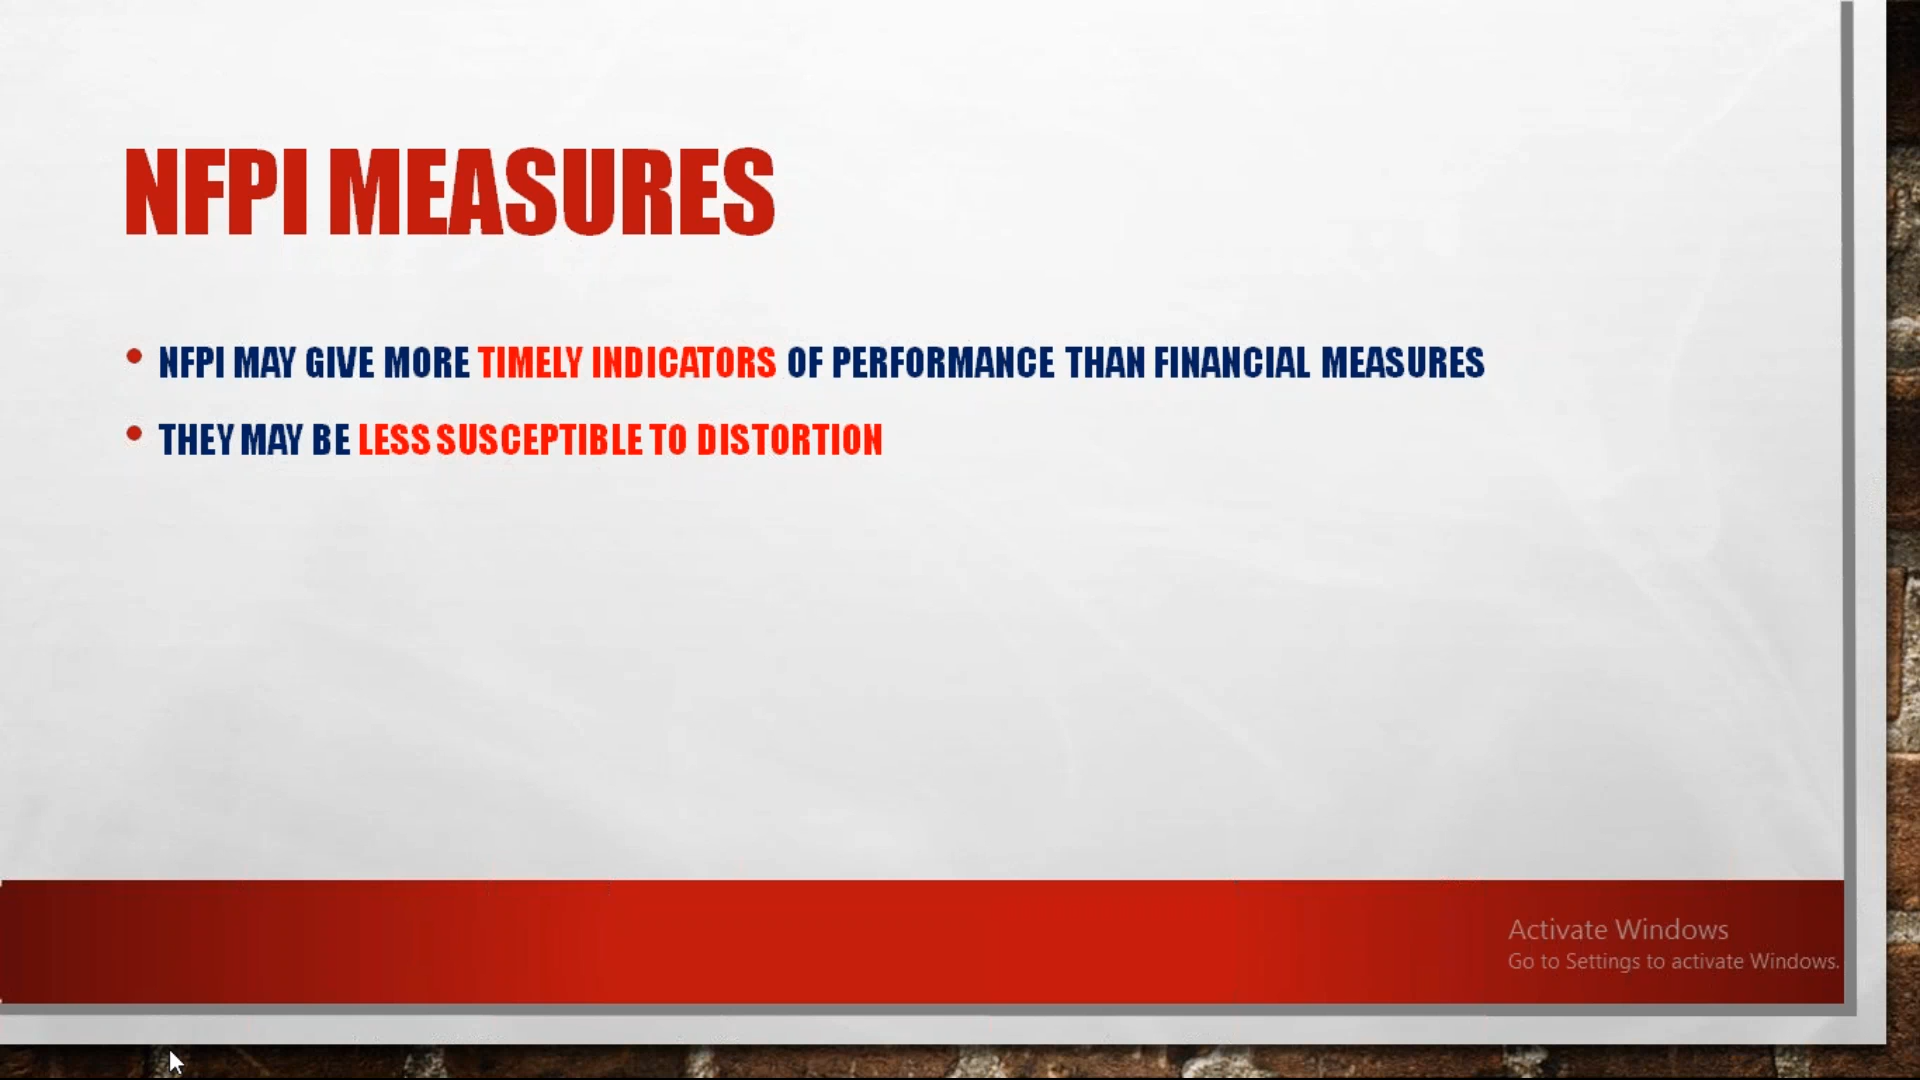 NFPI MEASURES
NFPI MAY GIVE MORE TIMELY INDICATORS OF PERFORMANCE THAN FINANCIAL MEASURES
THEY MAY BE LESS SUSCEPTIBLE TO DISTORTION
Activate Windows
Go to Settings to activate Windows.